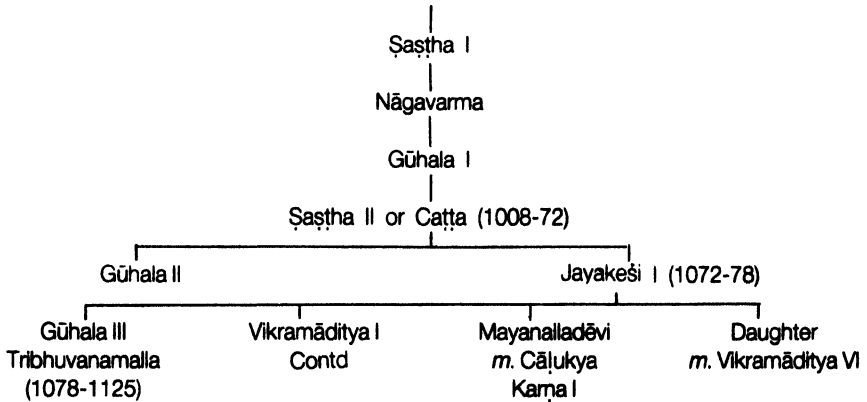 Ṣaṣṭha I
Nāgavarma
Gūhala I
Ṣaṣṭha II or Caṭṭa (1008-72)
Gūhala II Jayakeśi I (1072-78)
Gūhala III Vikramāditya I Mayanalladēvi Daughter
Tribhuvanamalla Contd m. Cāḷukya m. Vikramāditya VI
(1078-1125) Karṇa I